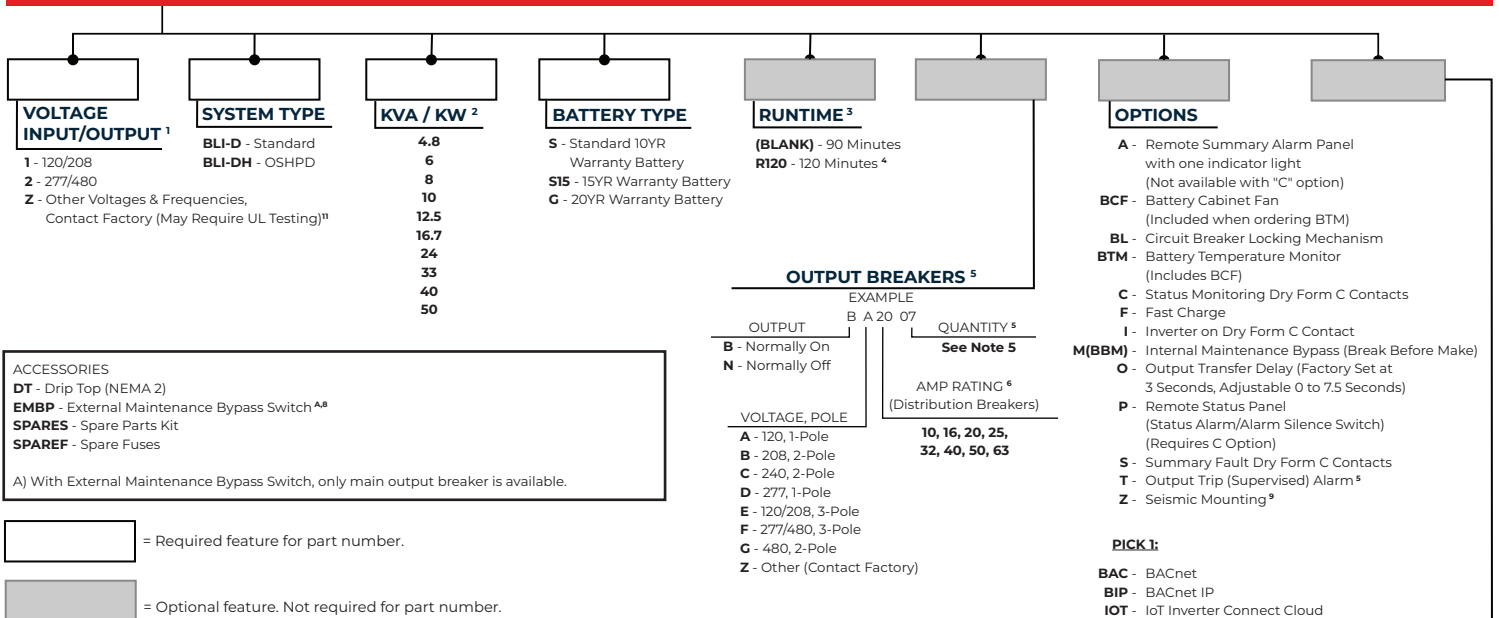 VOLTAGE
INPUT/OUTPUT 1
1 - 120/208
2 - 277/480
Z - Other Voltages & Frequencies,
Contact Factory (May Require UL Testing)11
SYSTEM TYPE
BLI-D - Standard
BLI-DH - OSHPD
KVA / KW 2
4.8
6
8
10
12.5
16.7
24
33
40
50
BATTERY TYPE
S - Standard 10YR
Warranty Battery
S15 - 15YR Warranty Battery
G - 20YR Warranty Battery
RUNTIME 3
(BLANK) - 90 Minutes
R120 - 120 Minutes 4
OUTPUT BREAKERS 5
EXAMPLE
B A 20 07
OUTPUT
B - Normally On
N - Normally Off
QUANTITY 5
See Note 5
AMP RATING 6
(Distribution Breakers)
10, 16, 20, 25,
32, 40, 50, 63
VOLTAGE, POLE
A - 120, 1-Pole
B - 208, 2-Pole
C - 240, 2-Pole
D - 277, 1-Pole
E - 120/208, 3-Pole
F - 277/480, 3-Pole
G - 480, 2-Pole
Z - Other (Contact Factory)
OPTIONS
A - Remote Summary Alarm Panel
with one indicator light
(Not available with "C" option)
BCF - Battery Cabinet Fan
(Included when ordering BTM)
BL - Circuit Breaker Locking Mechanism
BTM - Battery Temperature Monitor
(Includes BCF)
C - Status Monitoring Dry Form C Contacts
F - Fast Charge
I - Inverter on Dry Form C Contact
M(BBM) - Internal Maintenance Bypass (Break Before Make)
O - Output Transfer Delay (Factory Set at
3 Seconds, Adjustable 0 to 7.5 Seconds)
P - Remote Status Panel
(Status Alarm/Alarm Silence Switch)
(Requires C Option)
S - Summary Fault Dry Form C Contacts
T - Output Trip (Supervised) Alarm 5
Z - Seismic Mounting 9
PICK 1:
BAC - BACnet
BIP - BACnet IP
IOT - IoT Inverter Connect Cloud
ACCESSORIES
DT - Drip Top (NEMA 2)
EMBP - External Maintenance Bypass Switch A,8
SPARES - Spare Parts Kit
SPAREF - Spare Fuses
A) With External Maintenance Bypass Switch, only main output breaker is available.
= Required feature for part number.
= Optional feature. Not required for part number.